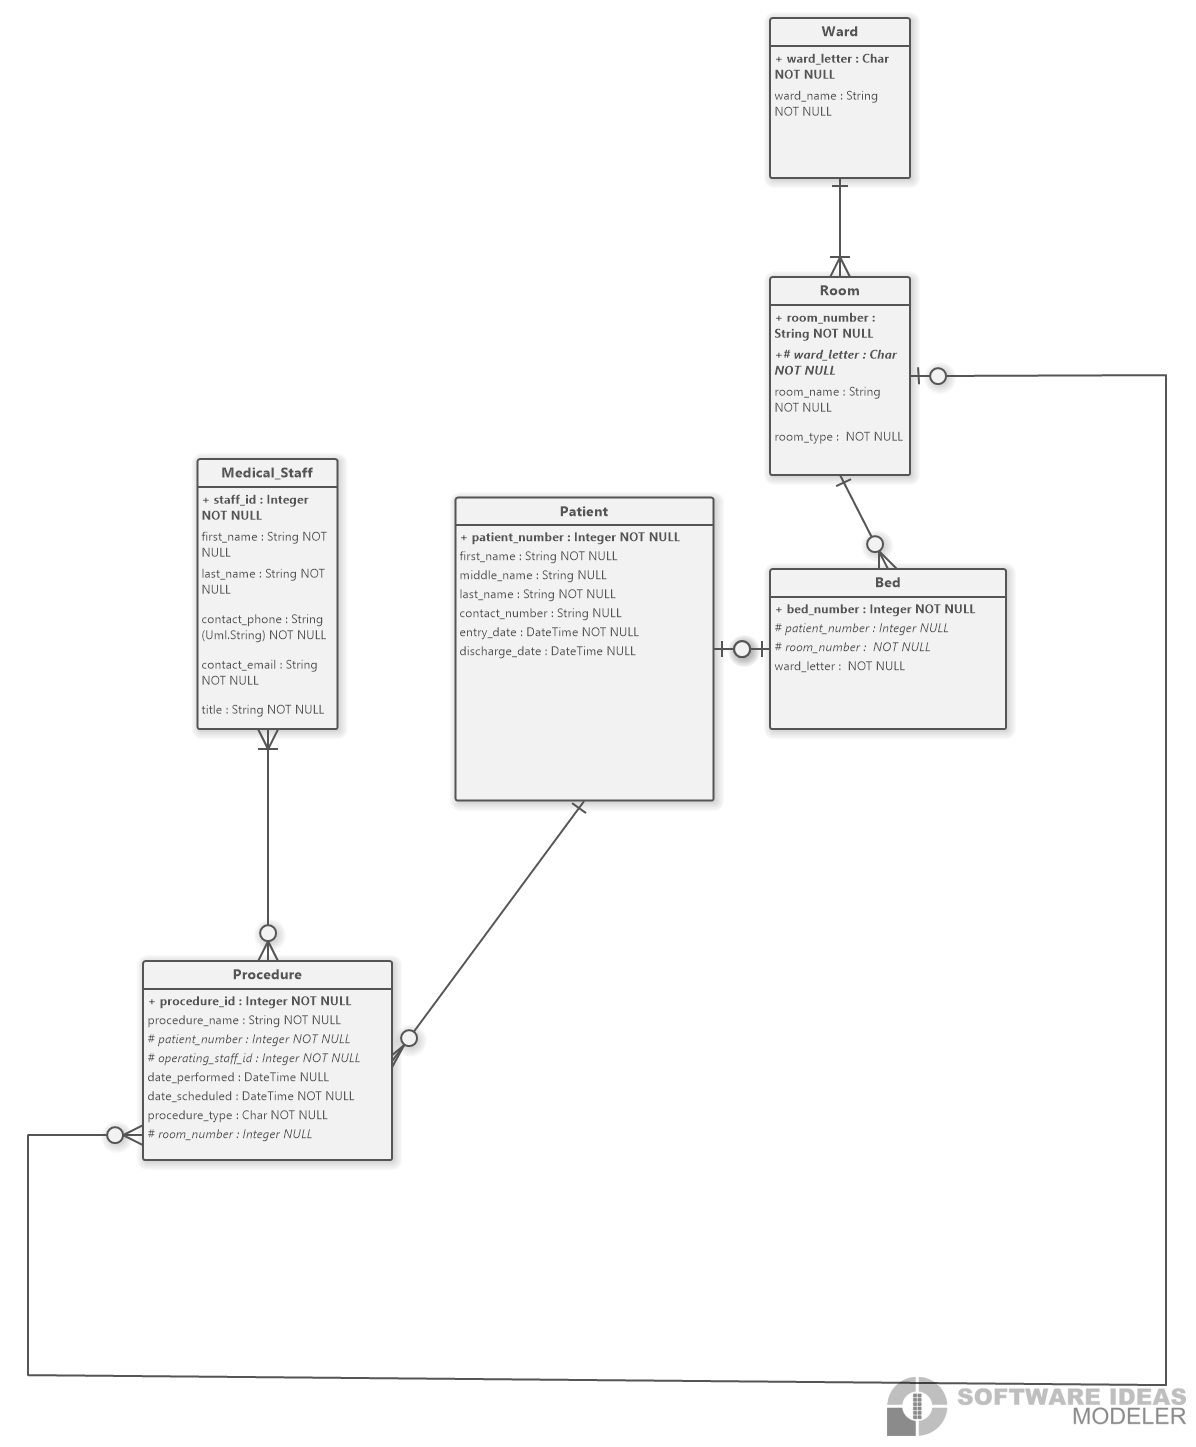 Ward
+ ward_letter : Char
NOT NULL
ward_name : String
NOT NULL
Room
+ room_number :
String NOT NULL
+# ward_letter : Char
NOT NULL
room_name : String
NOT NULL
room_type :  NOT NULL
Medical_Staff
+ staff_id : Integer
NOT NULL
first_name : String NOT
NULL
last_name : String NOT
NULL
contact_phone : String
(Uml.String) NOT NULL
contact_email : String
NOT NULL
title : String NOT NULL
Patient
+ patient_number : Integer NOT NULL
first_name : String NOT NULL
middle_name : String NULL
last_name : String NOT NULL
contact_number : String NULL
entry_date : DateTime NOT NULL
discharge_date : DateTime NULL
Bed
+ bed_number : Integer NOT NULL
# patient_number : Integer NULL
# room_number :  NOT NULL
ward_letter :  NOT NULL
Procedure
+ procedure_id : Integer NOT NULL
procedure_name : String NOT NULL
# patient_number : Integer NOT NULL
# operating_staff_id : Integer NOT NULL
date_performed : DateTime NULL
date_scheduled : DateTime NOT NULL
procedure_type : Char NOT NULL
# room_number : Integer NULL
SOFTWARE IDEAS
MODELER